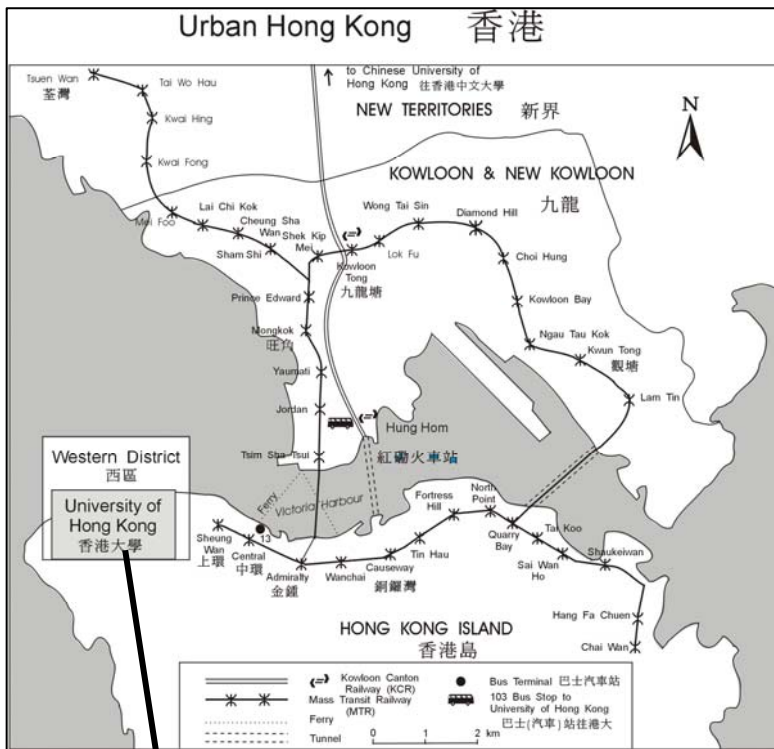 Urban Hong Kong 香港
to Chinese University of
Hong Kong 往香港中文大學
NEW TERRITORIES 新界
N
KOWLOON & NEW KOWLOON
九龍
Tsuen Wan
荃灣
Tai Wo Hau
Kwai Hing
Kwai Fong
Mei Foo
Lai Chi Kok
Cheung Sha
Wan
Sham Shi
Shek Kip
Mei
Kowloon
Tong
九龍塘
Lok Fu
Wong Tai Sin
Diamond Hill
Choi Hung
Kowloon Bay
Ngau Tau Kok
Kwun Tong
觀塘
Lam Tin
Prince Edward
Mongkok
旺角
Yaumati
Jordan
Tsim Sha Tsui
Hung Hom
紅磡火車站
Western District
西區
University of
Hong Kong
香港大學
Ferry
Victoria Harbour
Sheung
Wan
上環
13
Central
中環
Admiralty
金鍾
Wanchai
Causeway
銅鑼灣
Tin Hau
Fortress
Hill
North
Point
Quarry
Bay
Tai Koo
Sai Wan
Ho
Shaukeiwan
Hang Fa Chuen
Chai Wan
HONG KONG ISLAND
香港島
Kowloon Canton
Railway (KCR)
Mass Transit Railway
(MTR)
Ferry
Tunnel
0 1 2 km
Bus Terminal 巴士汽車站
103 Bus Stop to
University of Hong Kong
巴士(汽車)站往港大